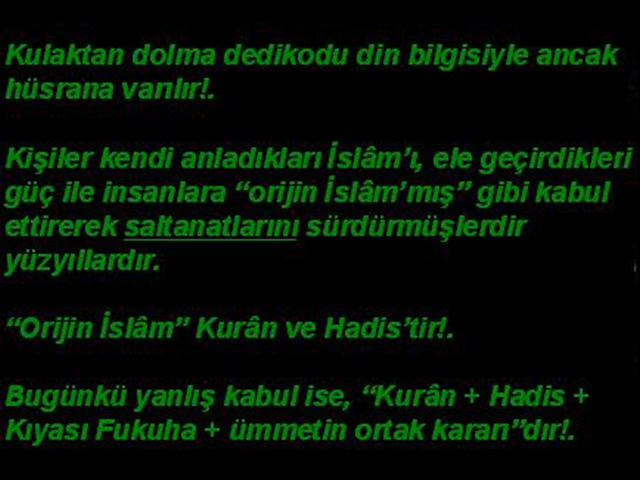 Kulaktan dolma dedikodu din bilgisiyle ancak
hüsrana varılır!.
Kişiler kendi anladıkları İslâm'ı, ele geçirdikleri
güç ile insanlara “orijin İslâm'mış” gibi kabul
ettirerek saltanatlarını sürdürmüşlerdir
yüzyıllardır.
“Orijin İslâm” Kurân ve Hadis'tir!.
Bugünkü yanlış kabul ise, “Kurân + Hadis +
Kıyası Fukuha + ümmetin ortak kararı”dır!.